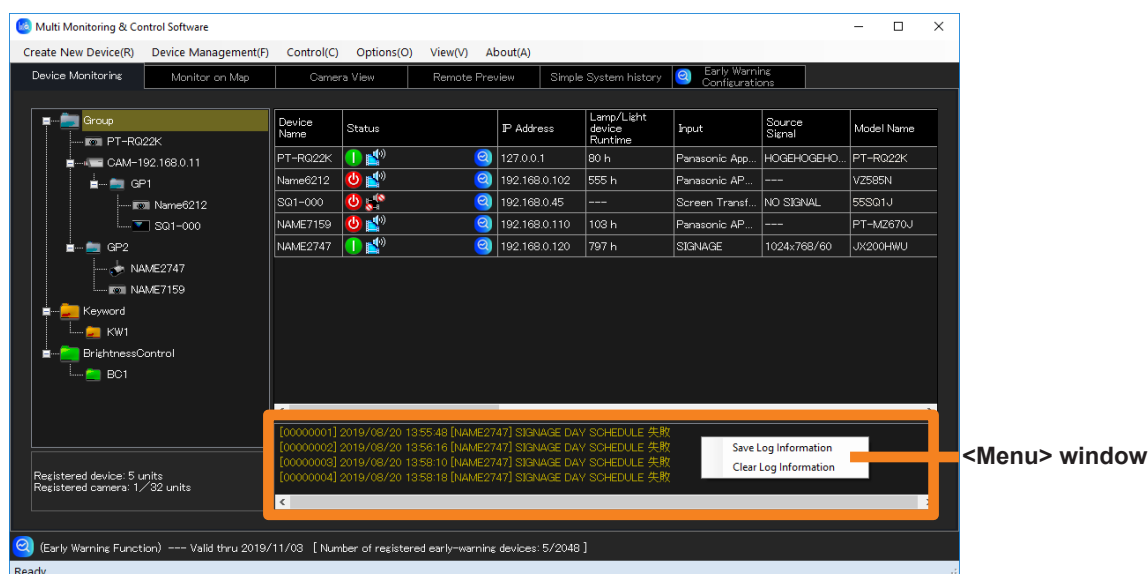 Multi Monitoring & Control Software
Create New Device(R) Device Management(F) Control(C) Options(O) View(V) About(A)
Device Monitoring Monitor on Map Camera View Remote Preview Simple System history Early Warning Configurations
Group
PT-RQ22K
CAM-192.168.0.11
GP1
Name6212
SQ1-000
GP2
NAME2747
NAME7159
Keyword
KW1
BrightnessControl
BC1
Registered device: 5 units
Registered camera: 1/32 units
Device Name Status IP Address Lamp/Light device Runtime Input Source Signal Model Name
PT-RQ22K 127.0.0.1 80 h Panasonic App... HOGEHOGEHO... PT-RQ22K
Name6212 192.168.0.102 555 h Panasonic AP... --- VZ585N
SQ1-000 192.168.0.45 --- Screen Transf... NO SIGNAL 55SQ1J
NAME7159 192.168.0.110 103 h Panasonic AP... --- PT-MZ670J
NAME2747 192.168.0.120 797 h SIGNAGE 1024x768/60 JX200HWU
[00000001] 2019/08/20 13:55:48 [NAME2747] SIGNAGE DAY SCHEDULE 失敗
[00000002] 2019/08/20 13:56:16 [NAME2747] SIGNAGE DAY SCHEDULE 失敗
[00000003] 2019/08/20 13:58:10 [NAME2747] SIGNAGE DAY SCHEDULE 失敗
[00000004] 2019/08/20 13:58:18 [NAME2747] SIGNAGE DAY SCHEDULE 失敗
Save Log Information
Clear Log Information
<Menu> window
(Early Warning Function) --- Valid thru 2019/11/03 [ Number of registered early-warning devices: 5/2048 ]
Ready